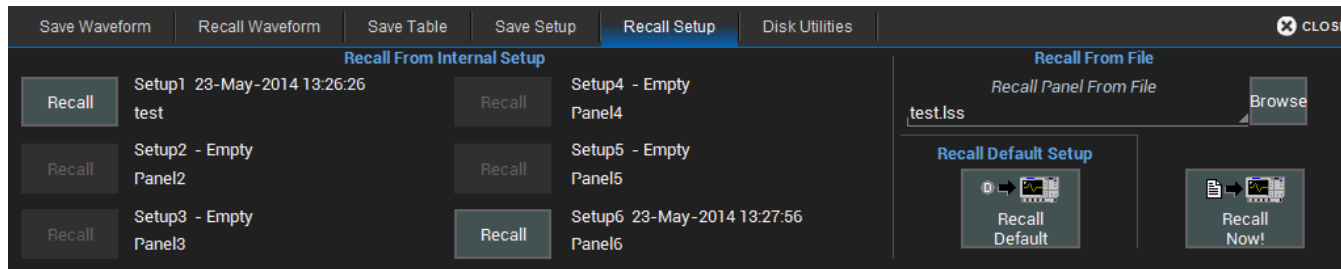 Save Waveform Recall Waveform Save Table Save Setup Recall Setup Disk Utilities CLOS
Recall From Internal Setup
Recall
Setup1 23-May-2014 13:26:26
test
Recall
Setup2 - Empty
Panel2
Recall
Setup3 - Empty
Panel3
Recall
Setup4 - Empty
Panel4
Recall
Setup5 - Empty
Panel5
Recall
Setup6 23-May-2014 13:27:56
Panel6
Recall From File
Recall Panel From File
test.lss
Browse
Recall Default Setup
D
Recall
Default
Recall
Now!